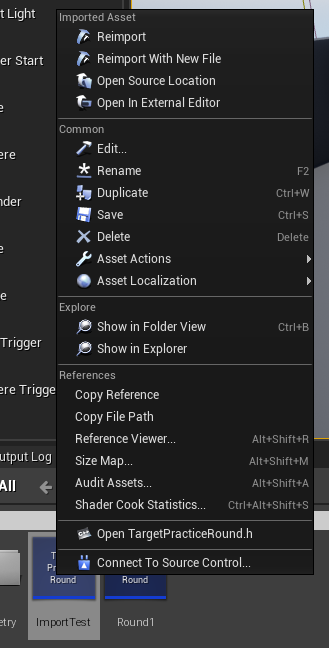 t Light
er Start
e
ere
nder
e
e
Trigger
ere Trigge
utput Log
All
Imported Asset
Reimport
Reimport With New File
Open Source Location
Open In External Editor
Common
Edit...
Rename F2
Duplicate Ctrl+W
Save Ctrl+S
Delete Delete
Asset Actions
Asset Localization
Explore
Show in Folder View Ctrl+B
Show in Explorer
References
Copy Reference
Copy File Path
Reference Viewer... Alt+Shift+R
Size Map... Alt+Shift+M
Audit Assets... Alt+Shift+A
Shader Cook Statistics... Ctrl+Alt+Shift+S
Open TargetPracticeRound.h
Connect To Source Control...
Round
Round
etry
ImportTest
Round1